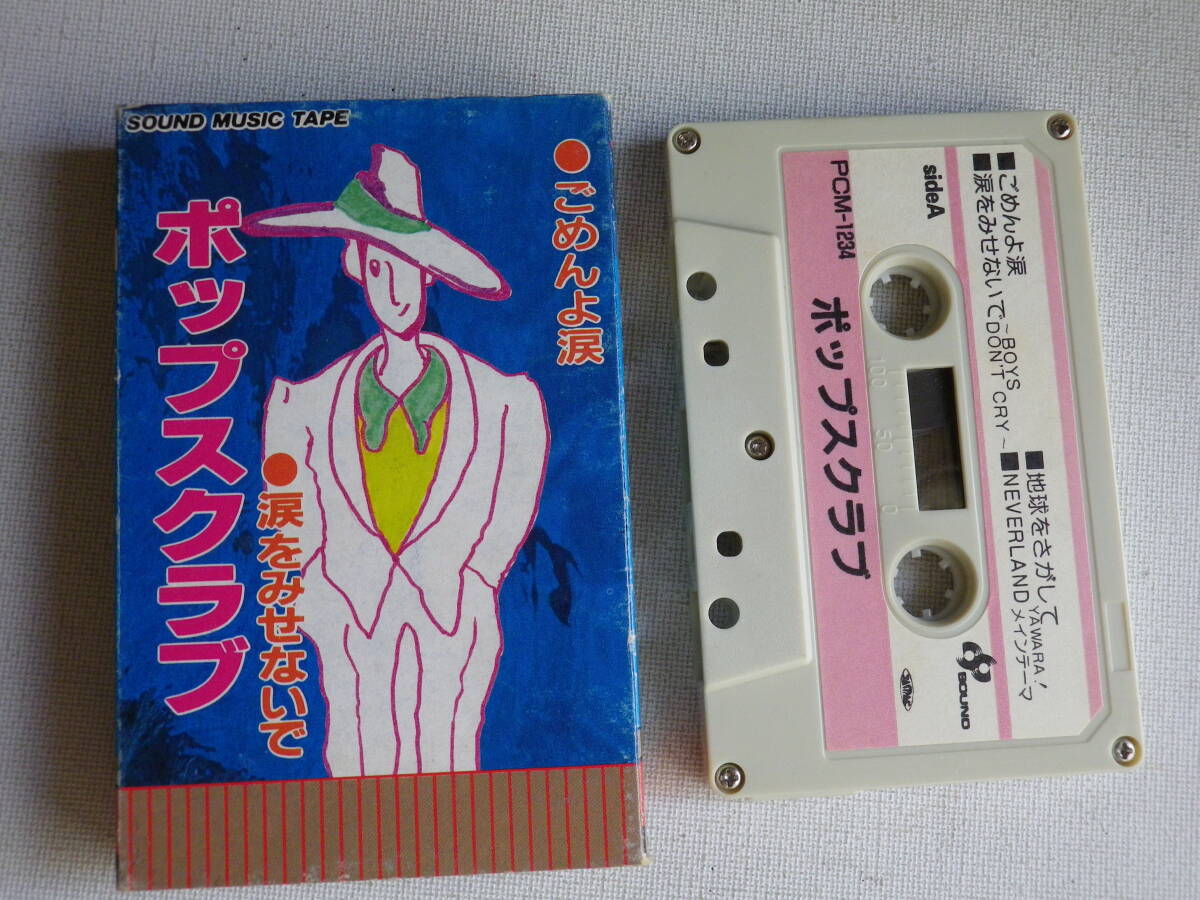 SOUND MUSIC TAPE
●ごめんよ涙
ポップスクラブ
●涙をみせないで
sideA
PCM-1234
■ごめんよ涙
■涙をみせないで~BOYS DON'T CRY~
■地球をさがして
■NEVERLAND YAWARA!メインテーマ
ポップスクラブ
100 50 0
SOUND